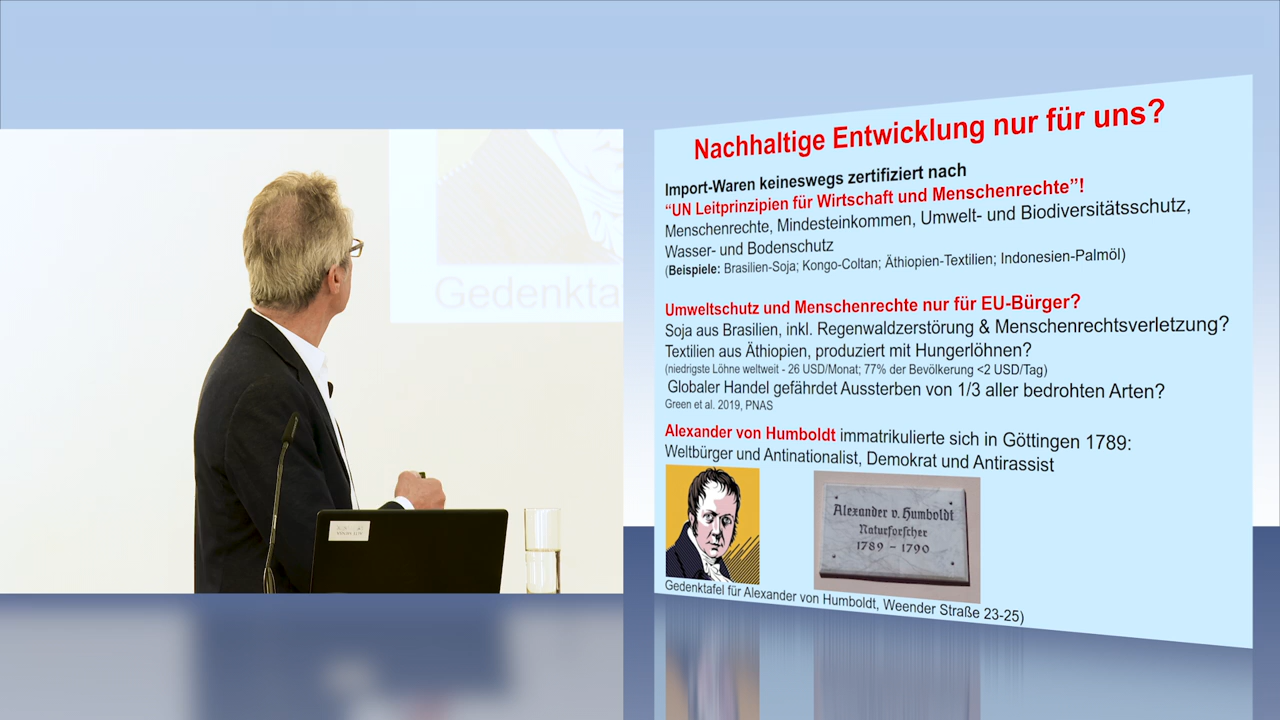 Nachhaltige Entwicklung nur für uns?
Import-Waren keineswegs zertifiziert nach
“UN Leitprinzipien für Wirtschaft und Menschenrechte”!
Menschenrechte, Mindesteinkommen, Umwelt- und Biodiversitätsschutz,
Wasser- und Bodenschutz
(Beispiele: Brasilien-Soja; Kongo-Coltan; Äthiopien-Textilien; Indonesien-Palmöl)
Umweltschutz und Menschenrechte nur für EU-Bürger?
Soja aus Brasilien, inkl. Regenwaldzerstörung & Menschenrechtsverletzung?
Textilien aus Äthiopien, produziert mit Hungerlöhnen?
(niedrigste Löhne weltweit - 26 USD/Monat; 77% der Bevölkerung <2 USD/Tag)
Globaler Handel gefährdet Aussterben von 1/3 aller bedrohten Arten?
Green et al. 2019, PNAS
Alexander von Humboldt immatrikulierte sich in Göttingen 1789:
Weltbürger und Antinationalist, Demokrat und Antirassist
Alexander v. Humboldt
Naturforscher
1789 – 1790
Gedenktafel für Alexander von Humboldt, Weender Straße 23-25)
Gedenkta